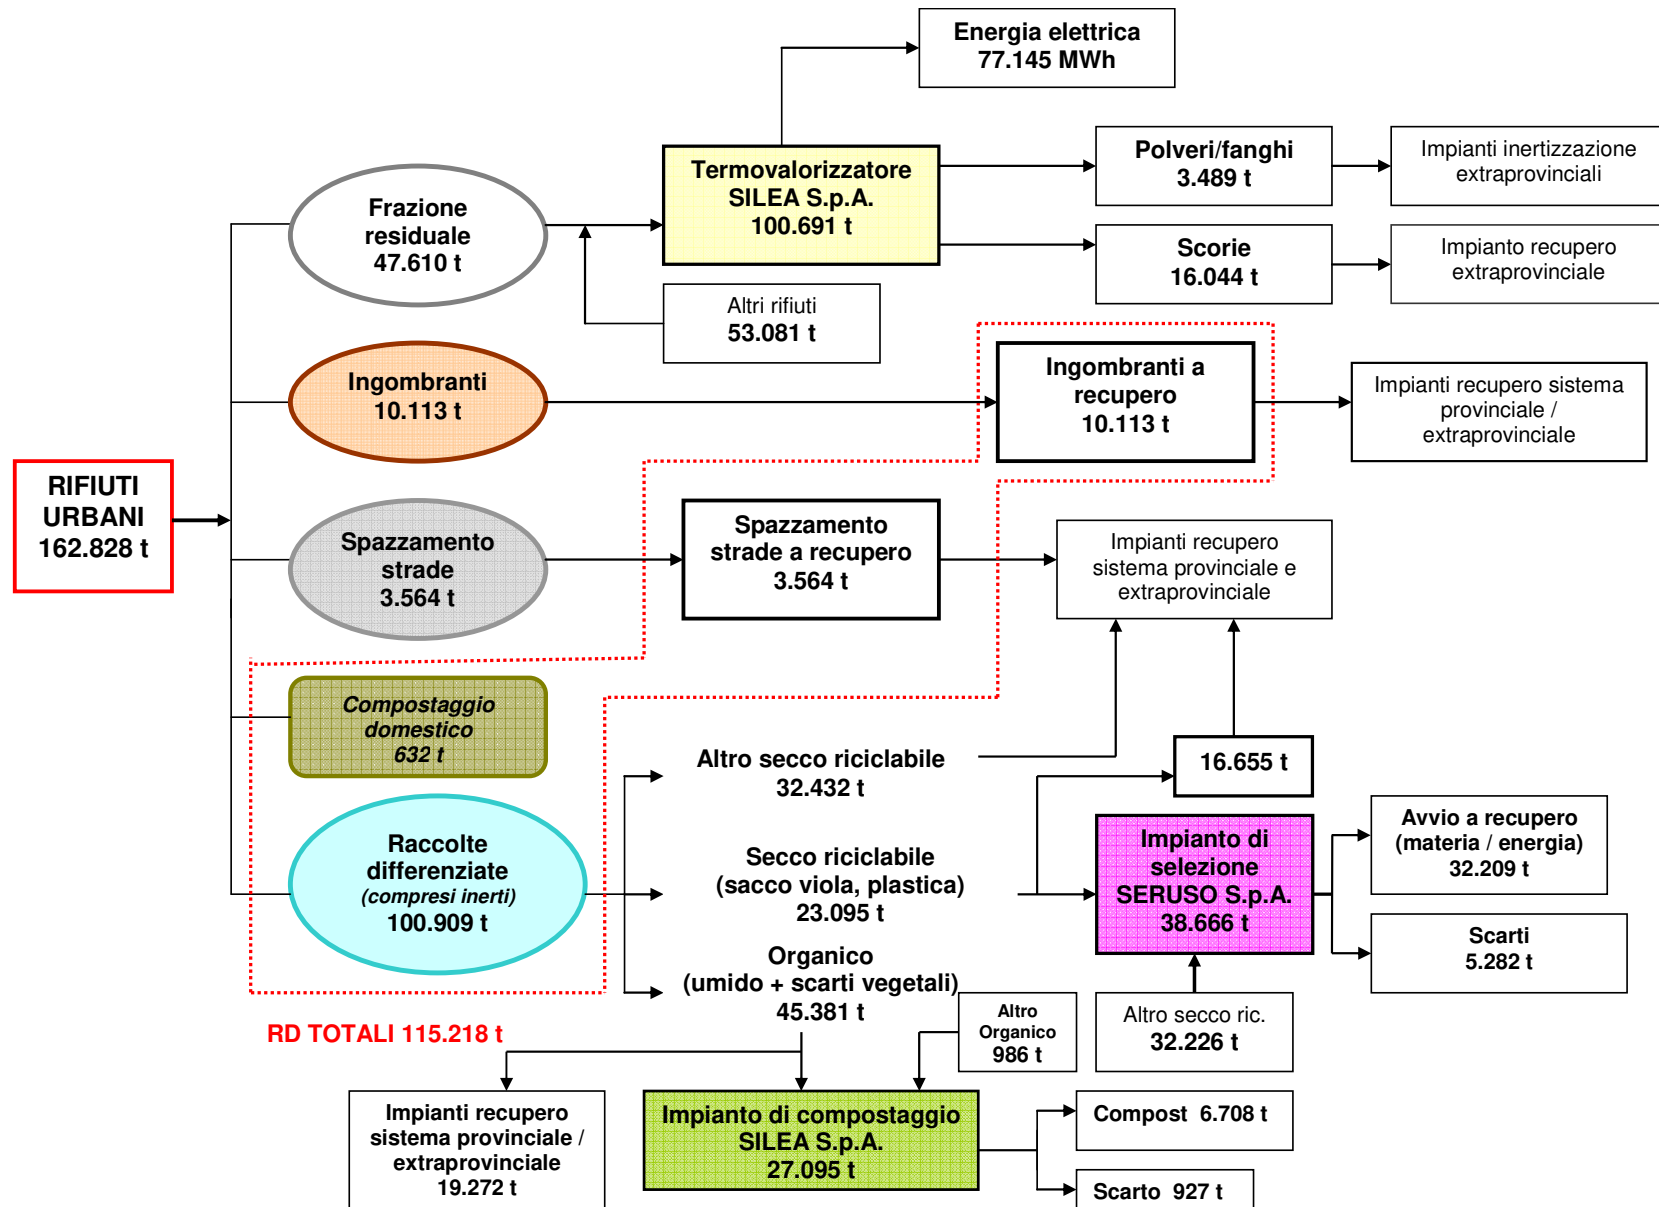 Energia elettrica
77.145 MWh
Termovalorizzatore
SILEA S.p.A.
100.691 t
Polveri/fanghi
3.489 t
Impianti inertizzazione
extraprovinciali
Frazione
residuale
47.610 t
Scorie
16.044 t
Impianto recupero
extraprovinciale
Altri rifiuti
53.081 t
Ingombranti
10.113 t
Ingombranti a
recupero
10.113 t
Impianti recupero sistema
provinciale /
extraprovinciale
RIFIUTI
URBANI
162.828 t
Spazzamento
strade
3.564 t
Spazzamento
strade a recupero
3.564 t
Impianti recupero
sistema provinciale e
extraprovinciale
Compostaggio
domestico
632 t
Altro secco riciclabile
32.432 t
16.655 t
Raccolte
differenziate
(compresi inerti)
100.909 t
Secco riciclabile
(sacco viola, plastica)
23.095 t
Impianto di
selezione
SERUSO S.p.A.
38.666 t
Avvio a recupero
(materia / energia)
32.209 t
Scarti
5.282 t
Organico
(umido + scarti vegetali)
45.381 t
Altro
Organico
986 t
Altro secco ric.
32.226 t
RD TOTALI 115.218 t
Impianti recupero
sistema provinciale /
extraprovinciale
19.272 t
Impianto di compostaggio
SILEA S.p.A.
27.095 t
Compost 6.708 t
Scarto 927 t